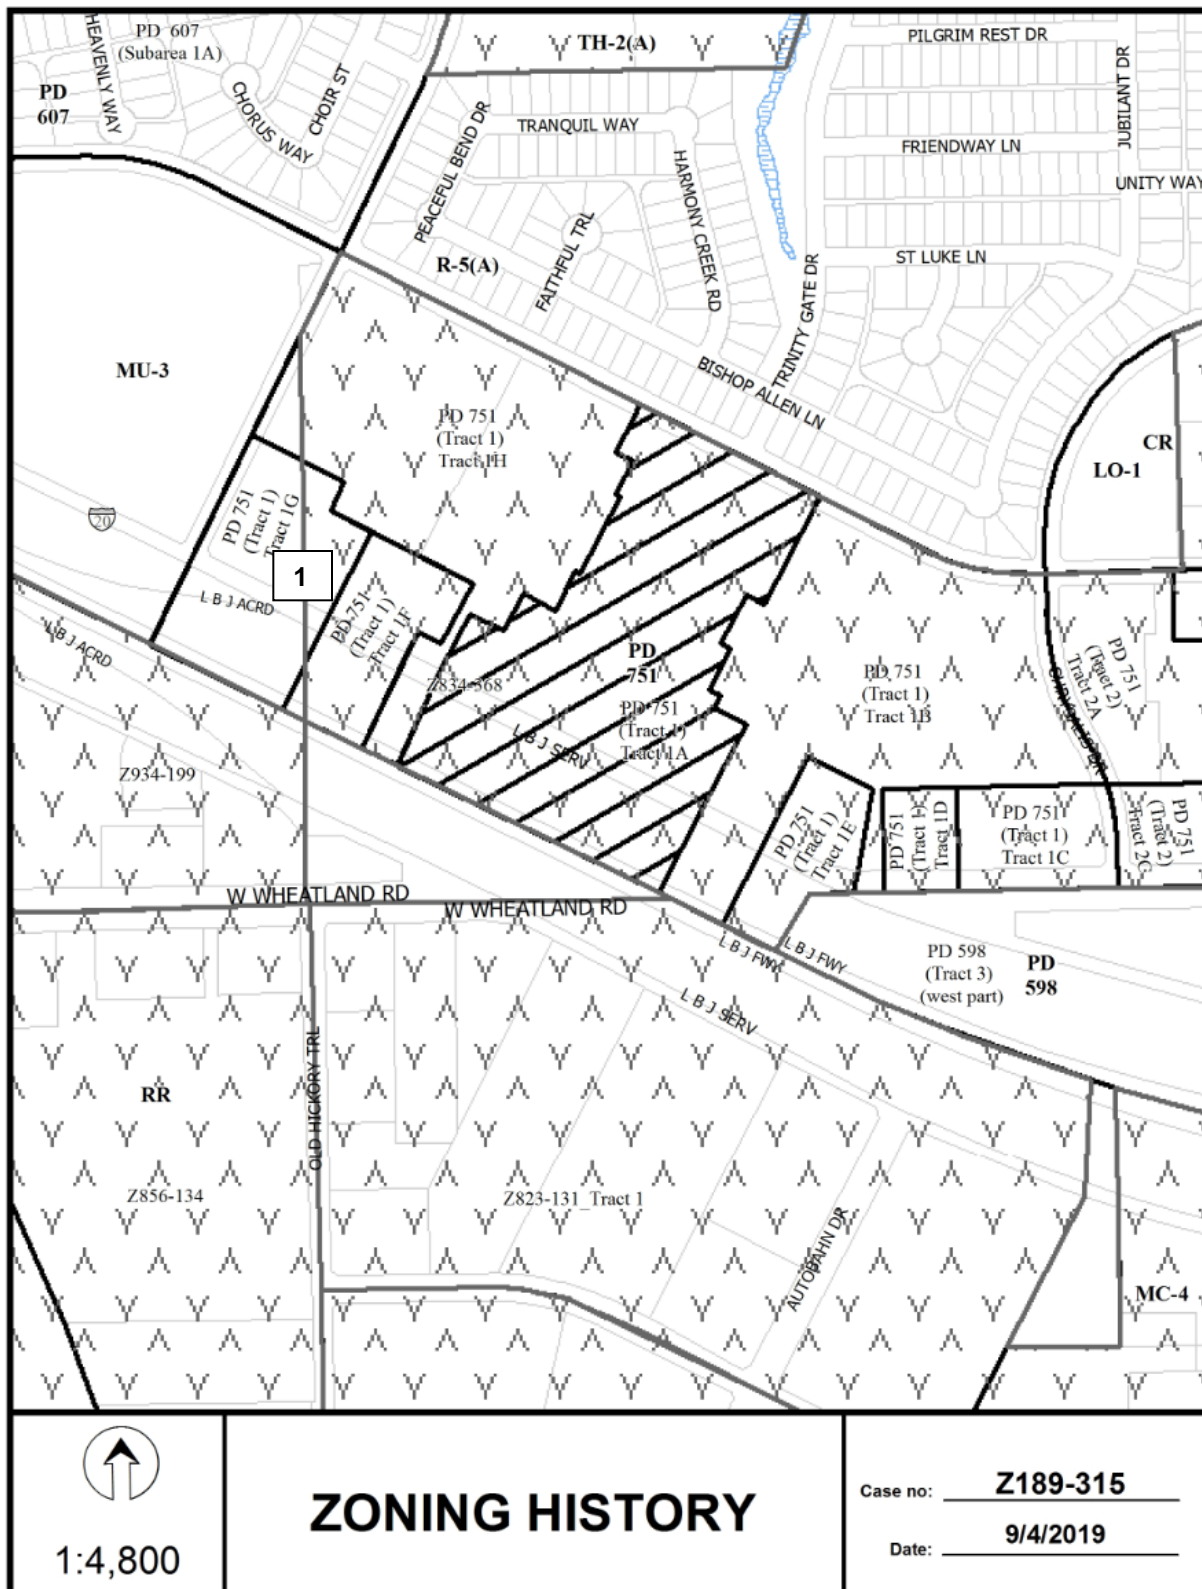 PD 607
(Subarea 1A)
TH-2(A)
PILGRIM REST DR
HEAVENLY WAY
PD
607
CHORUS WAY
CHOIR ST
PEACEFUL BEND DR
TRANQUIL WAY
HARMONY CREEK RD
FAITHFUL TRL
R-5(A)
FRIENDWAY LN
JUBILANT DR
UNITY WAY
ST LUKE LN
TRINITY GATE DR
BISHOP ALLEN LN
MU-3
PD 751
(Tract 1)
Tract 1H
CR
LO-1
20
PD 751
(Tract 1)
Tract 1G
1
L B J ACRD
L B J ACRD
PD 751
(Tract 1)
Tract 1F
Z834-368
PD
751
PD 751
(Tract 1)
Tract 1A
L B J SERV
PD 751
(Tract 1)
Tract 1B
PD 751
(Tract 2)
Tract 2A
Z934-199
PD 751
(Tract 1)
Tract 1E
PD 751
(Tract 1)
Tract 1D
PD 751
(Tract 1)
Tract 1C
PD 751
(Tract 2)
Tract 2C
W WHEATLAND RD
W WHEATLAND RD
L B J FWY
L B J FWY
PD 598
(Tract 3)
(west part)
PD
598
L B J SERV
RR
OLD HICKORY TRL
Z856-134
Z823-131_Tract 1
AUTOBAHN DR
MC-4
1:4,800
ZONING HISTORY
Case no: Z189-315
Date: 9/4/2019